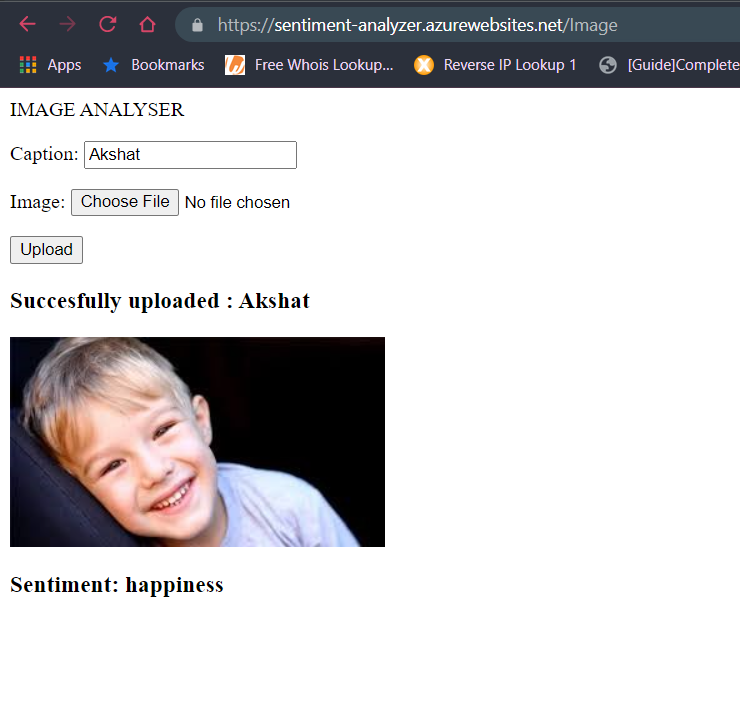 https://sentiment-analyzer.azurewebsites.net/Image
Apps Bookmarks Free Whois Lookup... Reverse IP Lookup 1 [Guide]Complete
IMAGE ANALYSER
Caption: Akshat
Image: Choose File No file chosen
Upload
Succesfully uploaded : Akshat
Sentiment: happiness